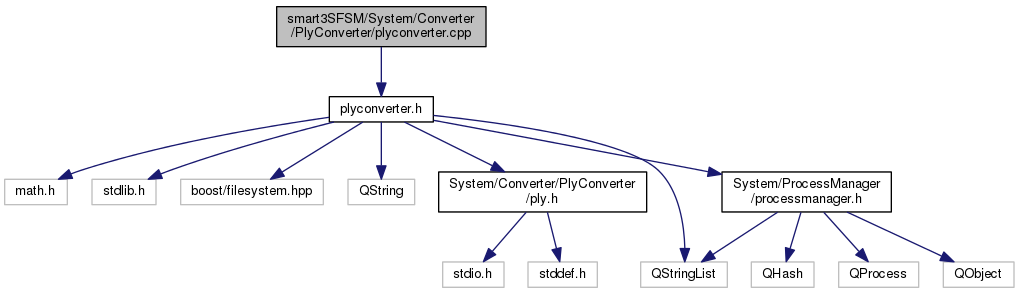 smart3SFSM/System/Converter
/PlyConverter/plyconverter.cpp
plyconverter.h
math.h
stdlib.h
boost/filesystem.hpp
QString
System/Converter/PlyConverter
/ply.h
System/ProcessManager
/processmanager.h
stdio.h
stddef.h
QStringList
QHash
QProcess
QObject